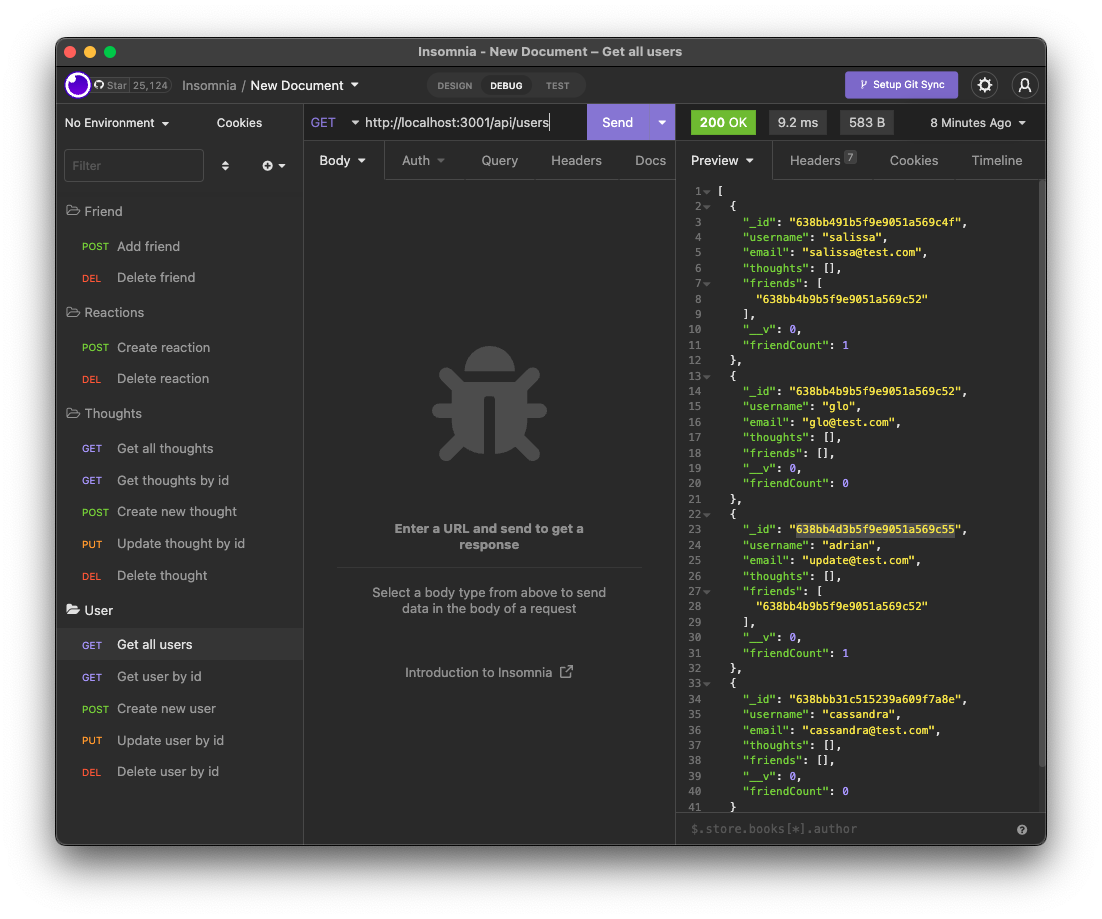 Insomnia - New Document – Get all users
Star 25,124 Insomnia / New Document DESIGN DEBUG TEST Setup Git Sync
No Environment Cookies
GET http://localhost:3001/api/users Send
200 OK 9.2 ms 583 B 8 Minutes Ago
Filter
Body Auth Query Headers Docs
Preview Headers 7 Cookies Timeline
Friend
POST Add friend
DEL Delete friend
Reactions
POST Create reaction
DEL Delete reaction
Thoughts
GET Get all thoughts
GET Get thoughts by id
POST Create new thought
PUT Update thought by id
DEL Delete thought
User
GET Get all users
GET Get user by id
POST Create new user
PUT Update user by id
DEL Delete user by id
Enter a URL and send to get a
response
Select a body type from above to send
data in the body of a request
Introduction to Insomnia
1 [
2 {
3 "_id": "638bb491b5f9e9051a569c4f",
4 "username": "salissa",
5 "email": "salissa@test.com",
6 "thoughts": [],
7 "friends": [
8 "638bb4b9b5f9e9051a569c52"
9 ],
10 "__v": 0,
11 "friendCount": 1
12 },
13 {
14 "_id": "638bb4b9b5f9e9051a569c52",
15 "username": "glo",
16 "email": "glo@test.com",
17 "thoughts": [],
18 "friends": [],
19 "__v": 0,
20 "friendCount": 0
21 },
22 {
23 "_id": "638bb4d3b5f9e9051a569c55",
24 "username": "adrian",
25 "email": "update@test.com",
26 "thoughts": [],
27 "friends": [
28 "638bb4b9b5f9e9051a569c52"
29 ],
30 "__v": 0,
31 "friendCount": 1
32 },
33 {
34 "_id": "638bbb31c515239a609f7a8e",
35 "username": "cassandra",
36 "email": "cassandra@test.com",
37 "thoughts": [],
38 "friends": [],
39 "__v": 0,
40 "friendCount": 0
41 }
$.store.books[*].author